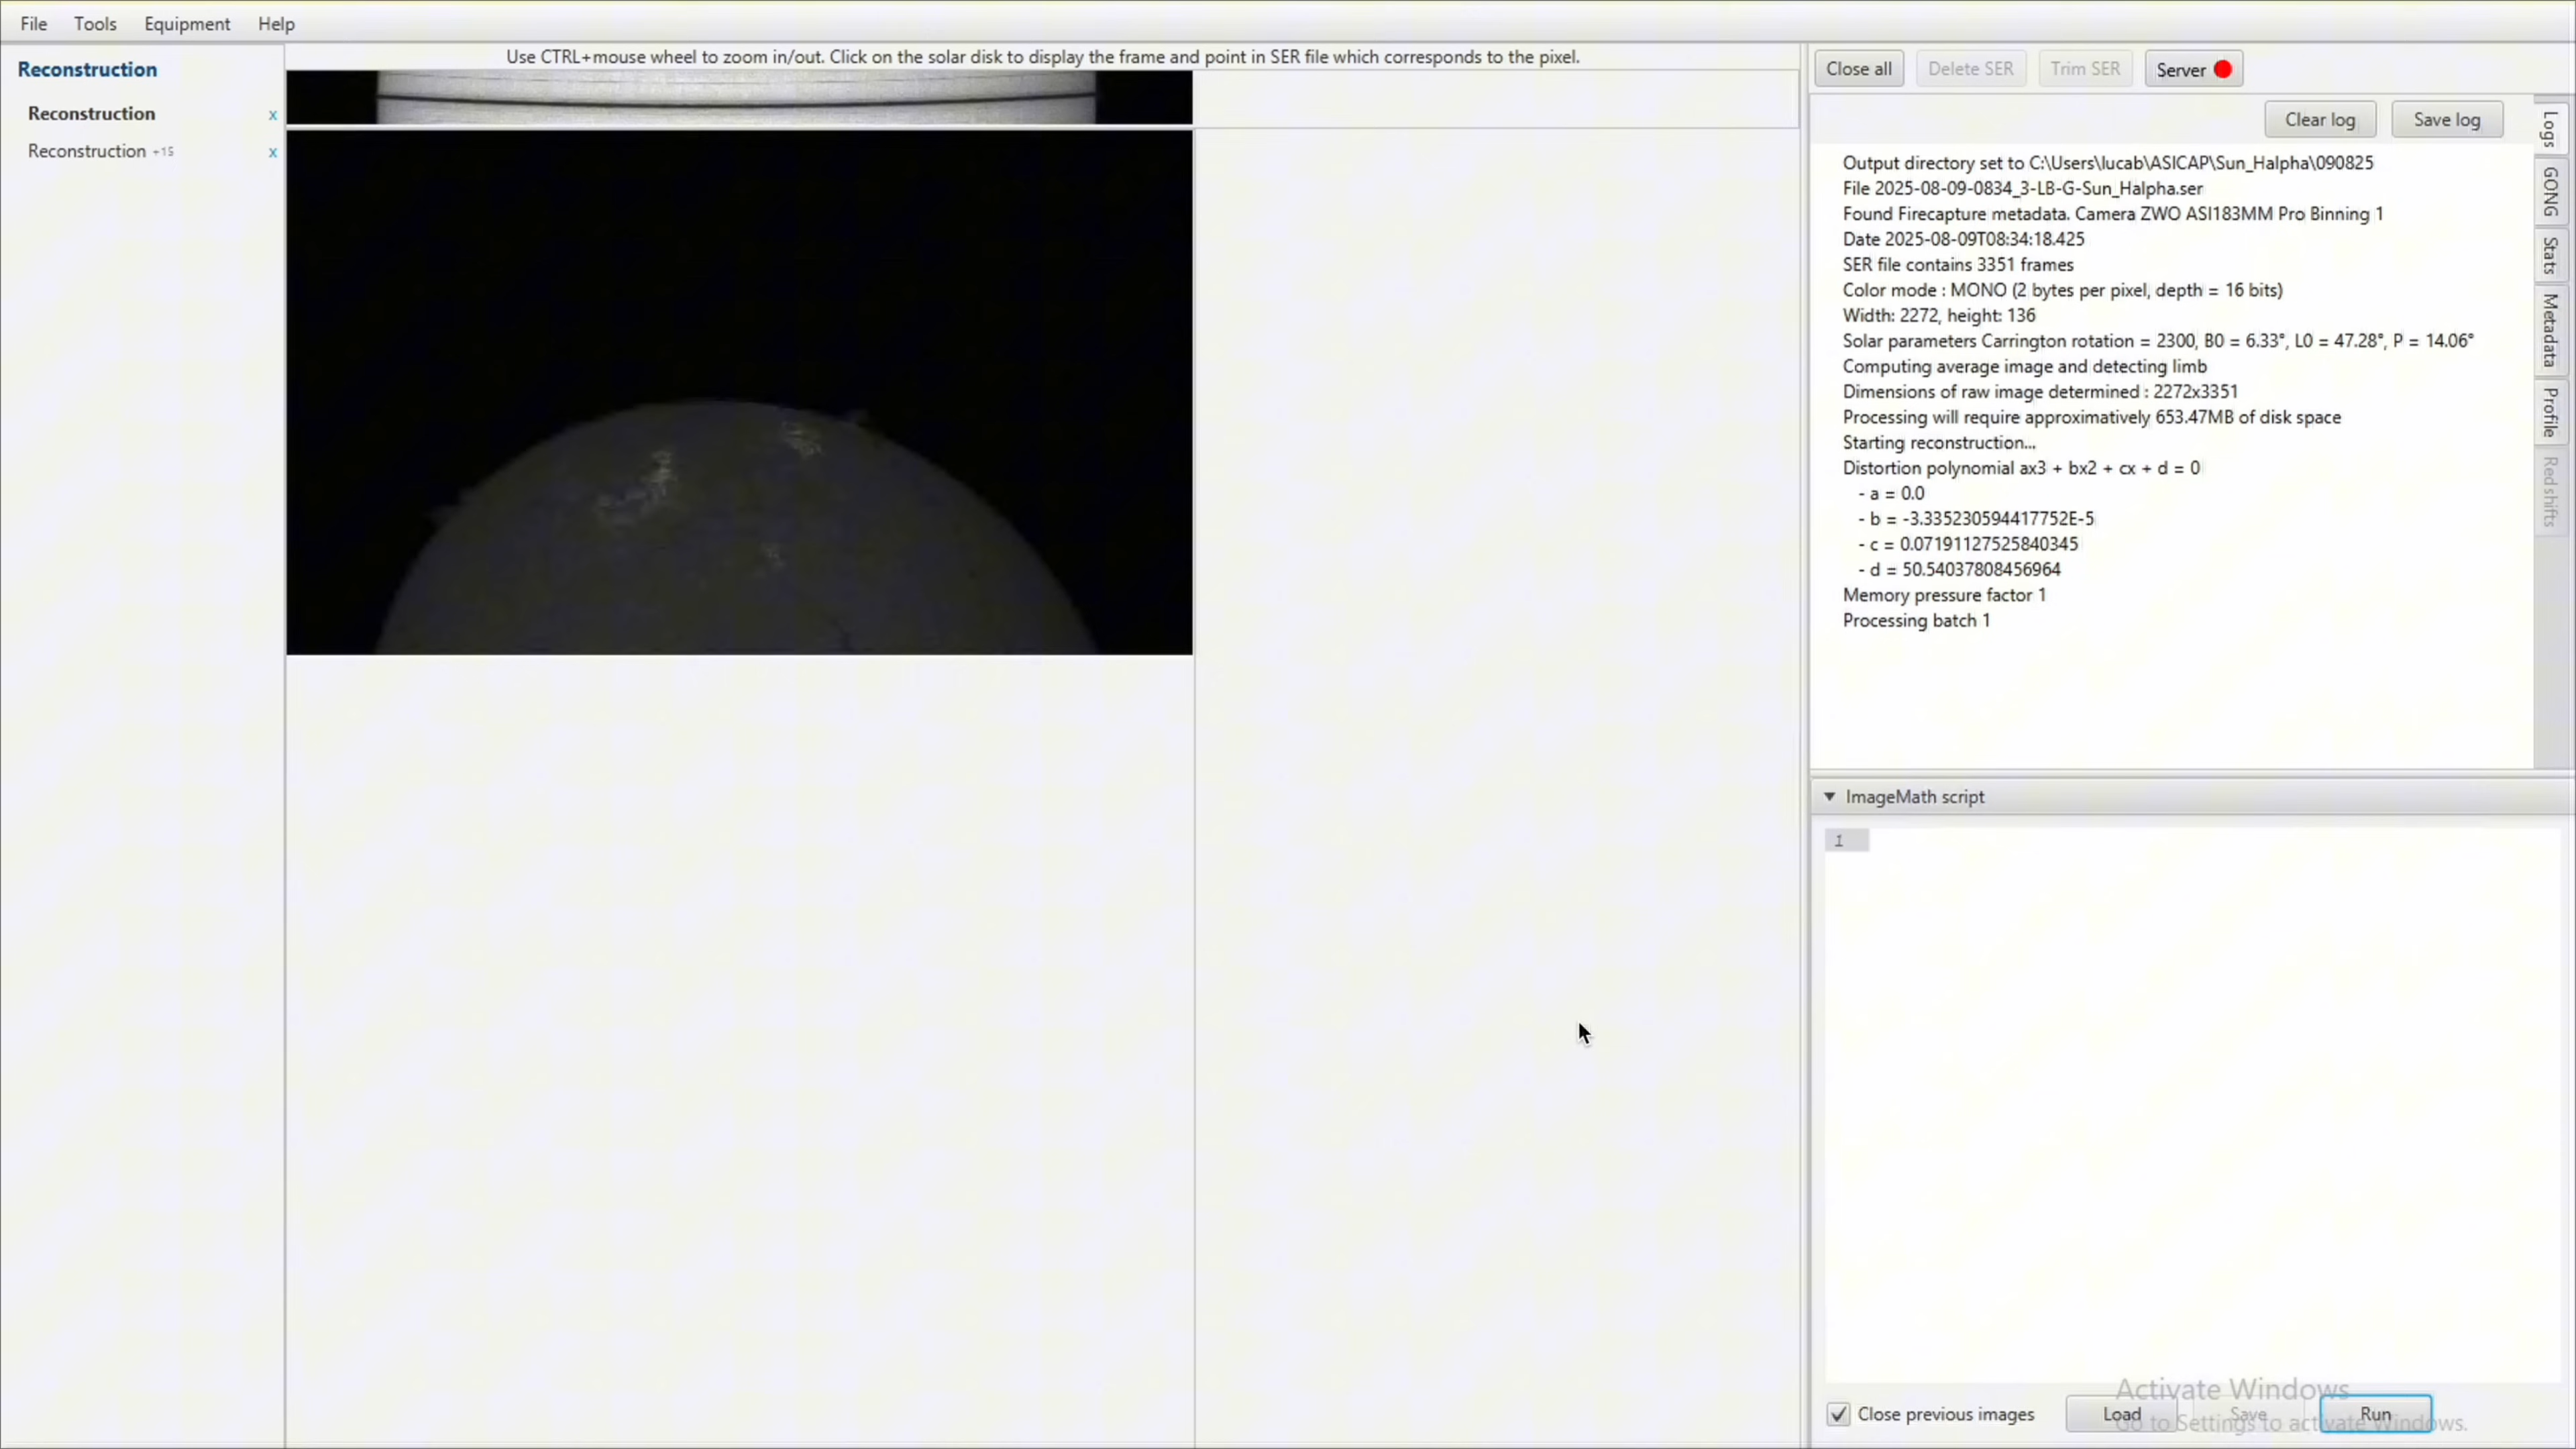 File Tools Equipment Help
Reconstruction
Reconstruction x
Reconstruction +15 x
Use CTRL+mouse wheel to zoom in/out. Click on the solar disk to display the frame and point in SER file which corresponds to the pixel.
Close all Delete SER Trim SER Server
Clear log Save log
Output directory set to C:\Users\lucab\ASICAP\Sun_Halpha\090825
File 2025-08-09-0834_3-LB-G-Sun_Halpha.ser
Found Firecapture metadata. Camera ZWO ASI183MM Pro Binning 1
Date 2025-08-09T08:34:18.425
SER file contains 3351 frames
Color mode : MONO (2 bytes per pixel, depth = 16 bits)
Width: 2272, height: 136
Solar parameters Carrington rotation = 2300, B0 = 6.33°, L0 = 47.28°, P = 14.06°
Computing average image and detecting limb
Dimensions of raw image determined : 2272x3351
Processing will require approximatively 653.47MB of disk space
Starting reconstruction...
Distortion polynomial ax3 + bx2 + cx + d = 0
- a = 0.0
- b = -3.335230594417752E-5
- c = 0.07191127525840345
- d = 50.54037808456964
Memory pressure factor 1
Processing batch 1
Logs
GONG
Stats
Metadata
Profile
Redshifts
ImageMath script
1
Close previous images Load Save Run
Activate Windows
Go to Settings to activate Windows.